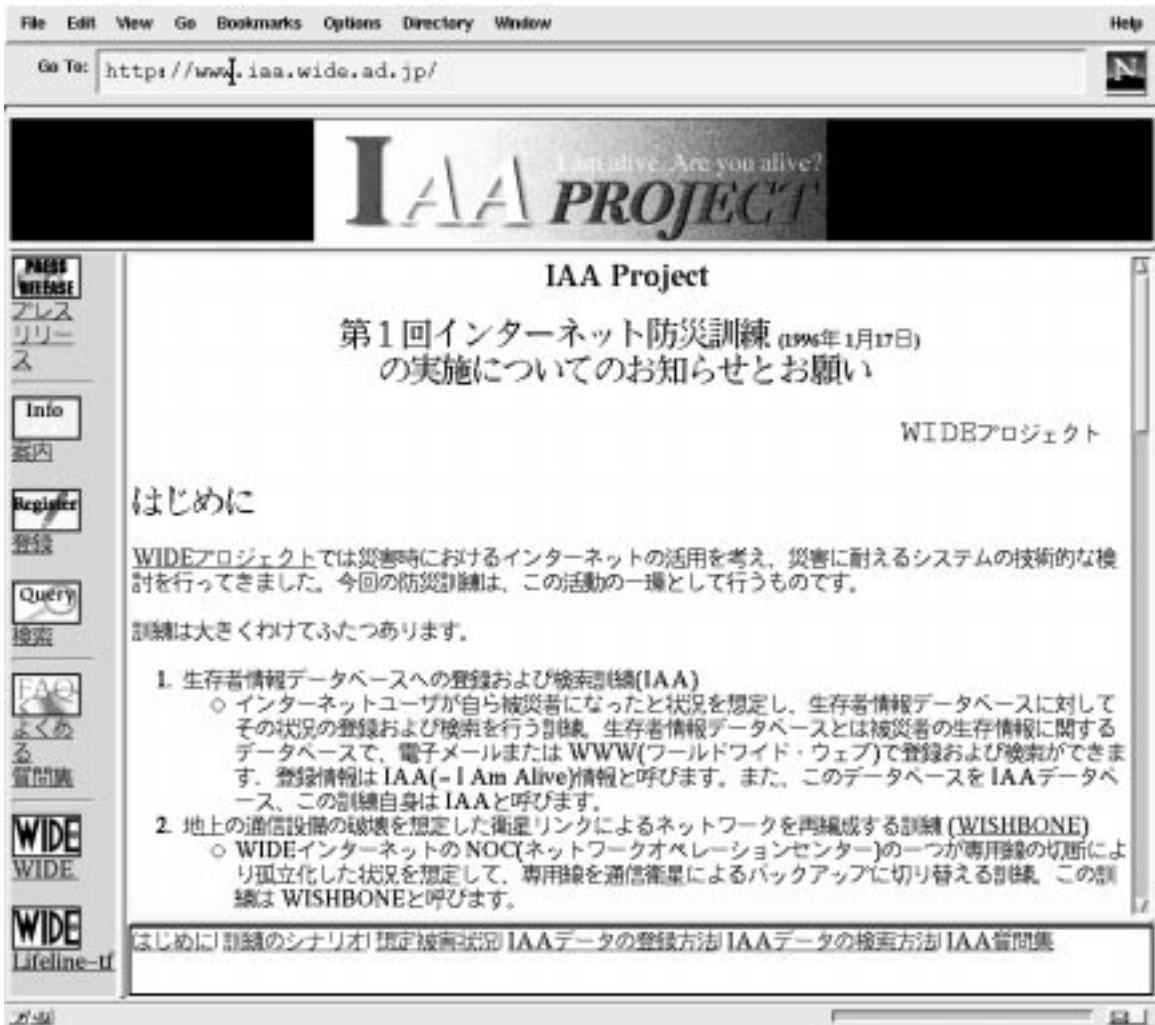 File Edit View Go Bookmarks Options Directory Window Help
Go To: http://www.iaa.wide.ad.jp/
N
I am alive. Are you alive?
IAA PROJECT
PRESS
RELEASE
プレス
リリー
ス
Info
案内
Register
登録
Query
検索
FAQ
よくあ
る
質問集
WIDE
WIDE
WIDE
Lifeline-tf
IAA Project
第1回インターネット防災訓練 (1996年1月17日)
の実施についてのお知らせとお願い
WIDEプロジェクト
はじめに
WIDEプロジェクトでは災害時におけるインターネットの活用を考え、災害に耐えるシステムの技術的な検
討を行ってきました。今回の防災訓練は、この活動の一環として行うものです。
訓練は大きくわけてふたつあります。
1. 生存者情報データベースへの登録および検索訓練(IAA)
○ インターネットユーザが自ら被災者になったと状況を想定し、生存者情報データベースに対して
その状況の登録および検索を行う訓練。生存者情報データベースとは被災者の生存情報に関する
データベースで、電子メールまたは WWW(ワールドワイド・ウェブ)で登録および検索ができま
す. 登録情報は IAA(=I Am Alive)情報と呼びます。また、このデータベースを IAAデータベ
ース、この訓練自身は IAAと呼びます。
2. 地上の通信設備の破壊を想定した衛星リンクによるネットワークを再編成する訓練 (WISHBONE)
○ WIDEインターネットの NOC(ネットワークオペレーションセンター)の一つが専用線の切断によ
り孤立化した状況を想定して、専用線を通信衛星によるバックアップに切り替える訓練。この訓
練は WISHBONEと呼びます。
はじめに| 訓練のシナリオ| 想定被害状況| IAAデータの登録方法| IAAデータの検索方法| IAA質問集